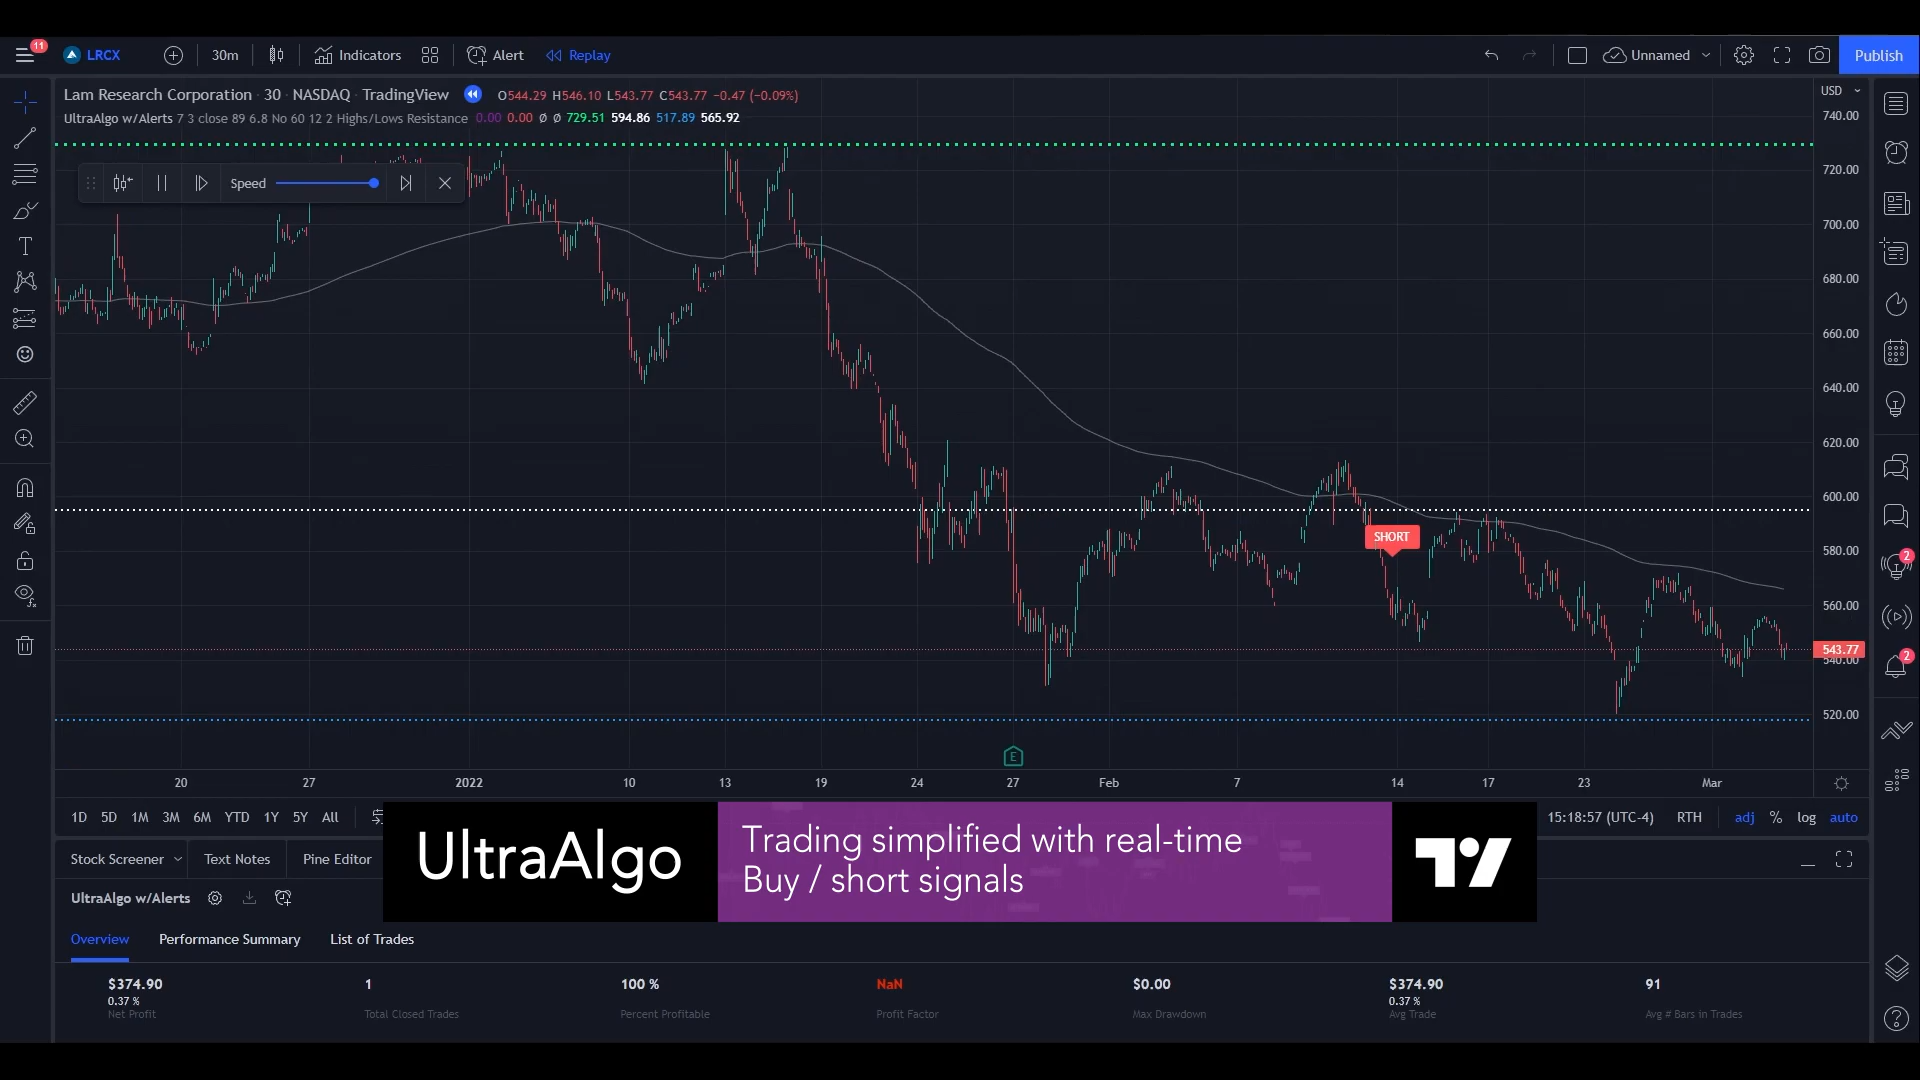 11
LRCX
30m
Indicators
Alert
Replay
Unnamed
Publish
Lam Research Corporation · 30 · NASDAQ · TradingView
O544.29 H546.10 L543.77 C543.77 −0.47 (−0.09%)
UltraAlgo w/Alerts 7 3 close 89 6.8 No 60 12 2 Highs/Lows Resistance 0.00 0.00 Ø Ø 729.51 594.86 517.89 565.92
Speed
USD
740.00
720.00
700.00
680.00
660.00
640.00
620.00
600.00
580.00
560.00
543.77
540.00
520.00
SHORT
E
2
2
20
27
2022
10
13
19
24
27
Feb
7
14
17
23
Mar
1D 5D 1M 3M 6M YTD 1Y 5Y All
15:18:57 (UTC-4)
RTH
adj
%
log
auto
UltraAlgo
Trading simplified with real-time
Buy / short signals
Stock Screener
Text Notes
Pine Editor
UltraAlgo w/Alerts
Overview
Performance Summary
List of Trades
$374.90
0.37 %
Net Profit
1
Total Closed Trades
100 %
Percent Profitable
NaN
Profit Factor
$0.00
Max Drawdown
$374.90
0.37 %
Avg Trade
91
Avg # Bars in Trades